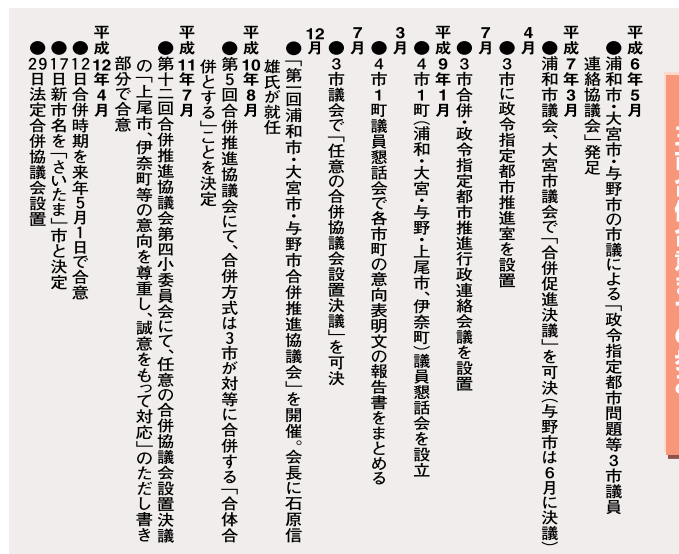 平成6年5月
●浦和市・大宮市・与野市の市議による「政令指定都市問題等3市議員
連絡協議会」発足
平成7年3月
●浦和市議会、大宮市議会で「合併促進決議」を可決（与野市は6月に決議）
4月
●3市に政令指定都市推進室を設置
7月
●3市合併・政令指定都市推進行政連絡会議を設置
平成9年1月
●4市1町（浦和・大宮・与野・上尾市、伊奈町）議員懇話会を設立
3月
●4市1町議員懇話会で各市町の意向表明文の報告書をまとめる
7月
●3市議会で「任意の合併協議会設置決議」を可決
12月
●「第一回浦和市・大宮市・与野市合併推進協議会」を開催。会長に石原信
雄氏が就任
平成10年8月
●第5回合併推進協議会にて、合併方式は3市が対等に合併する「合体合
併とする」ことを決定
平成11年7月
●第十二回合併推進協議会第四小委員会にて、任意の合併協議会設置決議
の「上尾市、伊奈町等の意向を尊重し、誠意をもって対応」のただし書き
部分で合意、
平成12年4月
●12日合併時期を来年5月1日で合意
●17日新市名を「さいたま」市と決定
●29日法定合併協議会設置